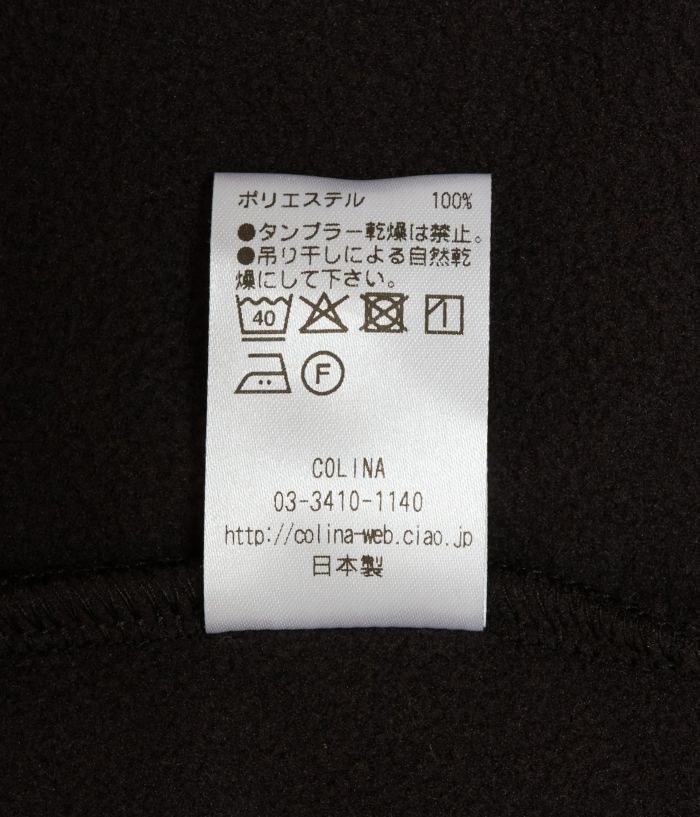 ポリエステル 100%
●タンブラー乾燥は禁止。
●吊り干しによる自然乾
燥にして下さい。
40
F
COLINA
03-3410-1140
http://colina-web.ciao.jp
日本製